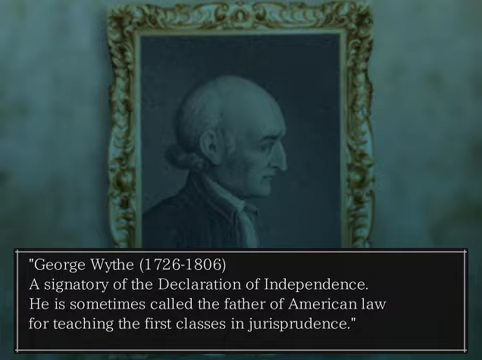 "George Wythe (1726-1806)
A signatory of the Declaration of Independence.
He is sometimes called the father of American law
for teaching the first classes in jurisprudence."